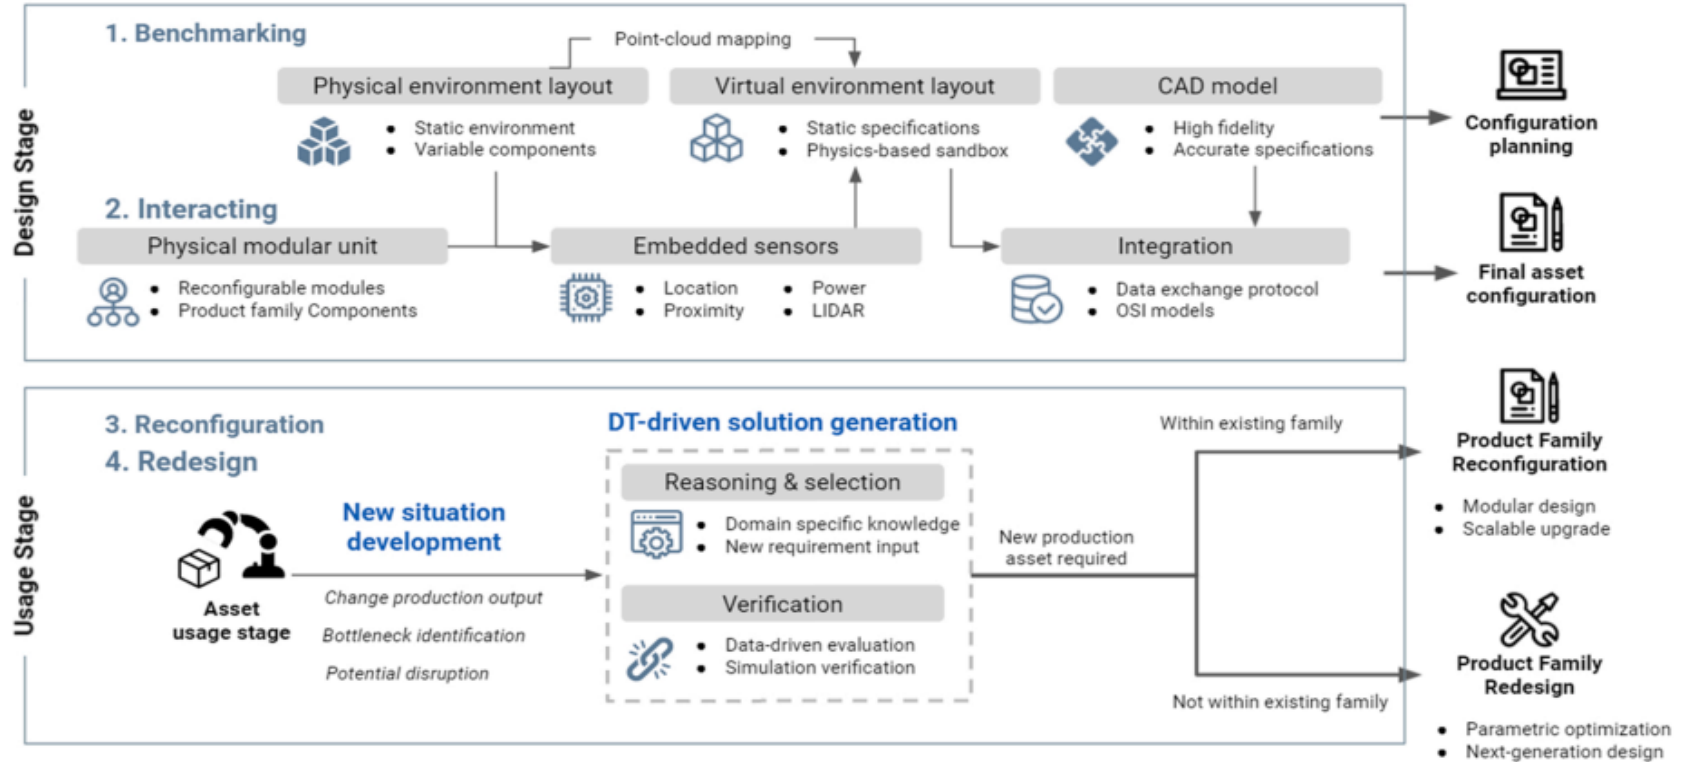 Design Stage
1. Benchmarking
Point-cloud mapping
Physical environment layout
• Static environment
• Variable components
Virtual environment layout
• Static specifications
• Physics-based sandbox
CAD model
• High fidelity
• Accurate specifications
Configuration
planning
2. Interacting
Physical modular unit
• Reconfigurable modules
• Product family Components
Embedded sensors
• Location
• Proximity
• Power
• LIDAR
Integration
• Data exchange protocol
• OSI models
Final asset
configuration
Usage Stage
3. Reconfiguration
4. Redesign
Asset
usage stage
New situation
development
Change production output
Bottleneck identification
Potential disruption
DT-driven solution generation
Reasoning & selection
• Domain specific knowledge
• New requirement input
Verification
• Data-driven evaluation
• Simulation verification
New production
asset required
Within existing family
Product Family
Reconfiguration
• Modular design
• Scalable upgrade
Not within existing family
Product Family
Redesign
• Parametric optimization
• Next-generation design